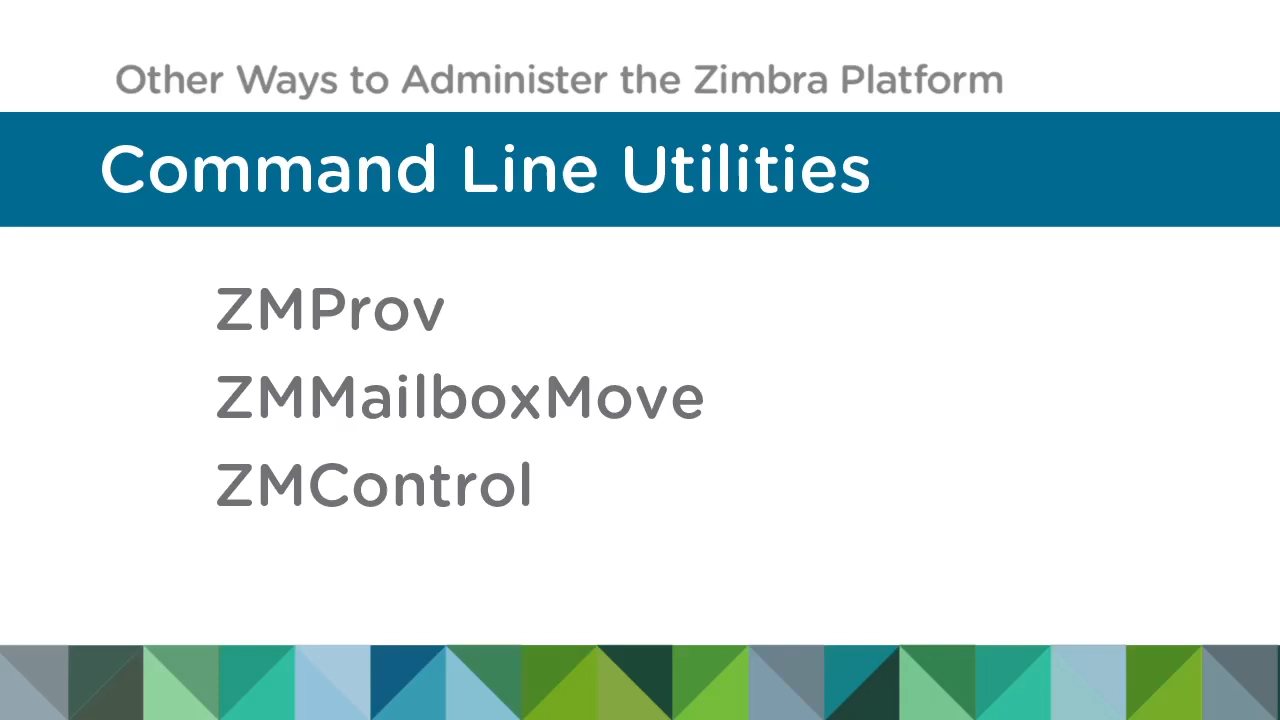 Other Ways to Administer the Zimbra Platform
Command Line Utilities
ZMProv
ZMMailboxMove
ZMControl